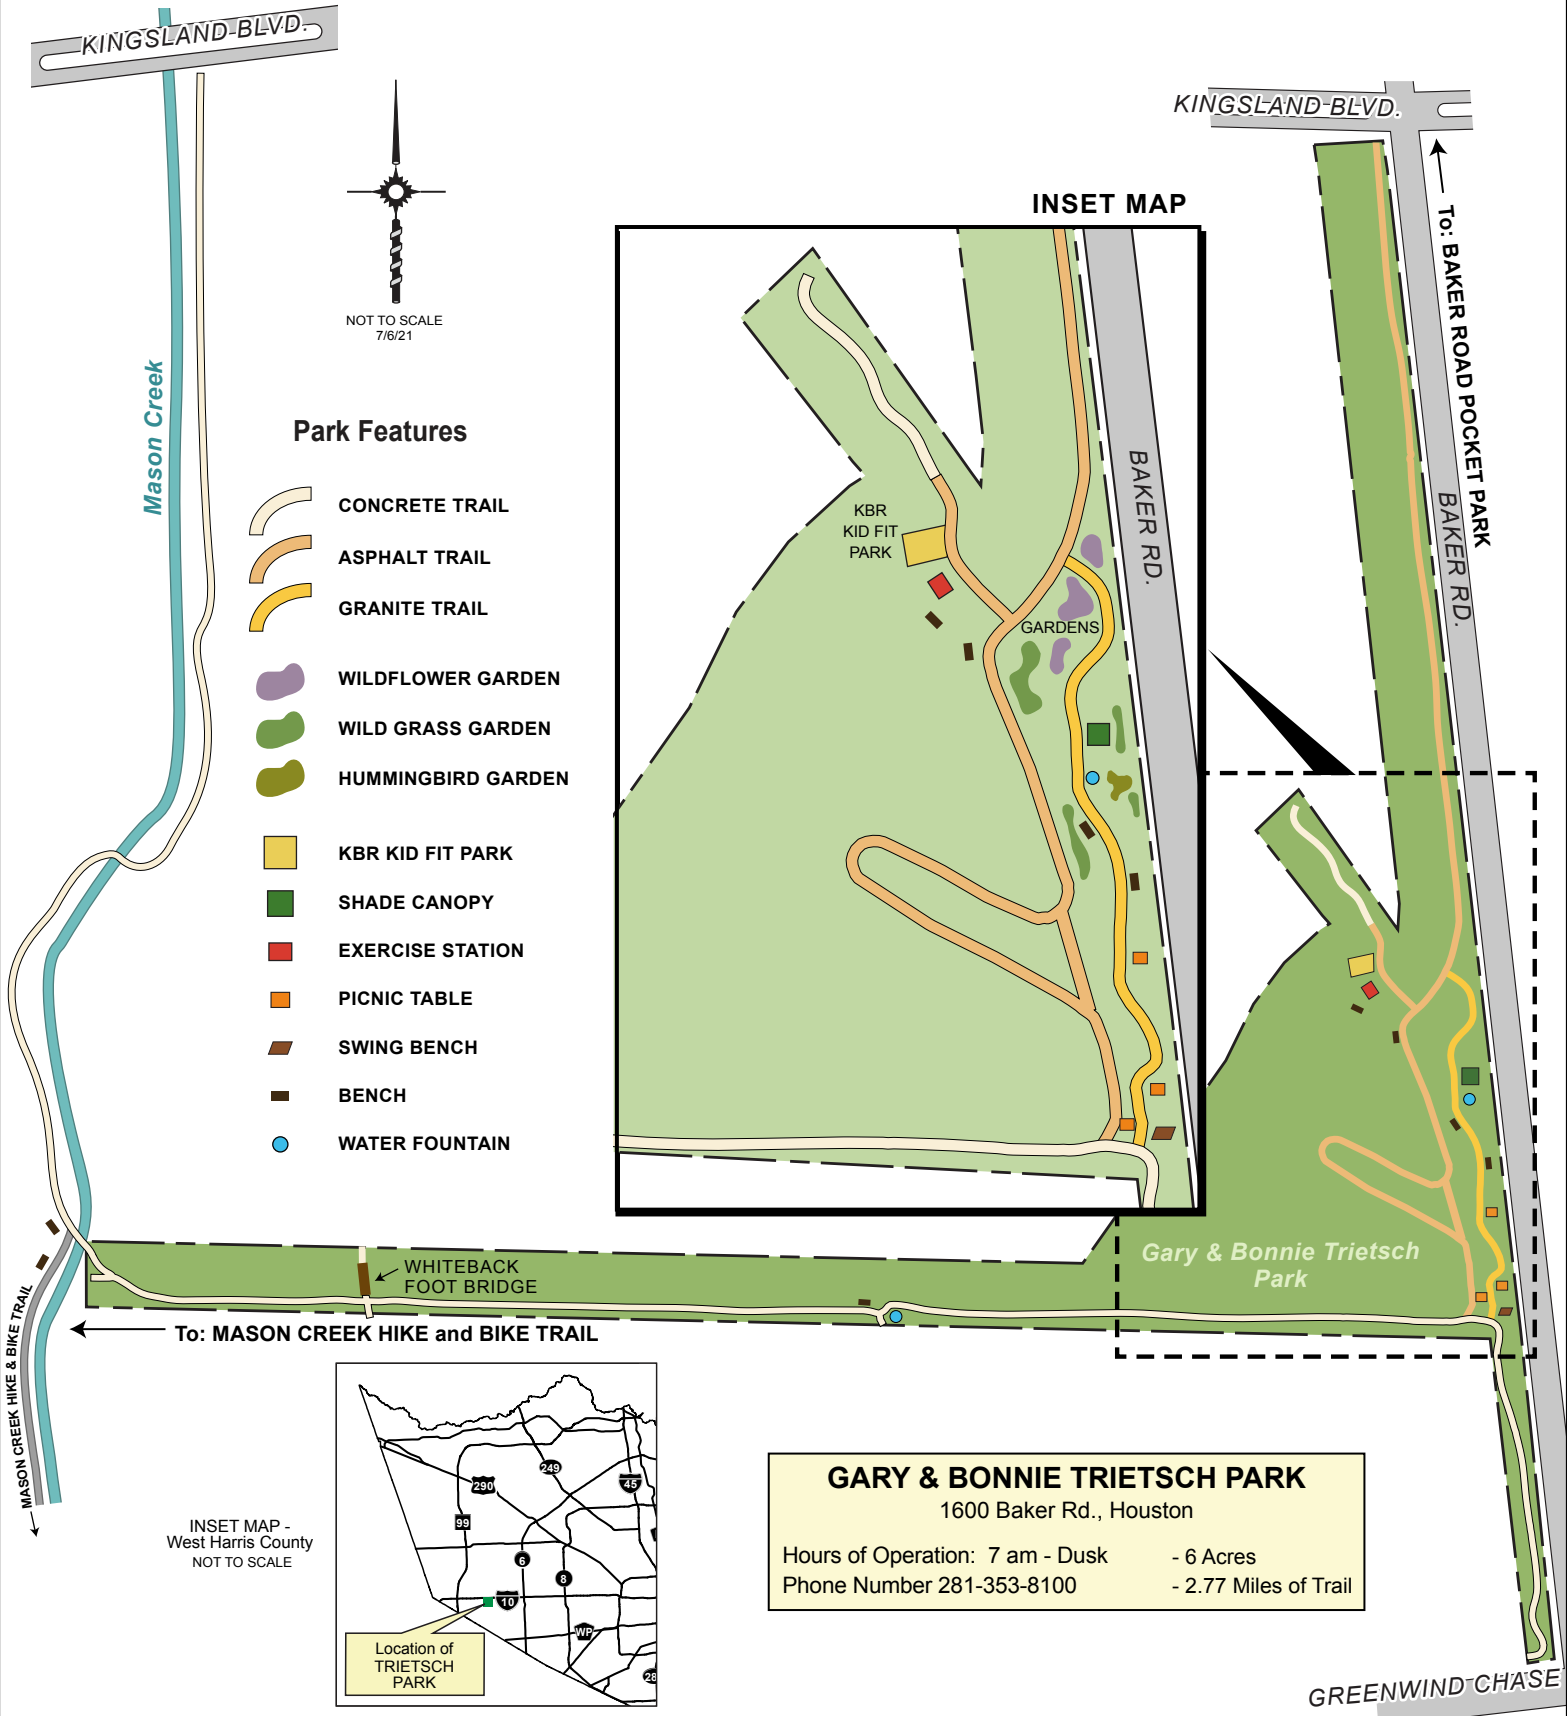 KINGSLAND BLVD.
KINGSLAND BLVD.
To: BAKER ROAD POCKET PARK
BAKER RD.
NOT TO SCALE
7/6/21
Mason Creek
INSET MAP
BAKER RD.
KBR
KID FIT
PARK
GARDENS
Park Features
CONCRETE TRAIL
ASPHALT TRAIL
GRANITE TRAIL
WILDFLOWER GARDEN
WILD GRASS GARDEN
HUMMINGBIRD GARDEN
KBR KID FIT PARK
SHADE CANOPY
EXERCISE STATION
PICNIC TABLE
SWING BENCH
BENCH
WATER FOUNTAIN
Gary & Bonnie Trietsch
Park
WHITEBACK
FOOT BRIDGE
To: MASON CREEK HIKE and BIKE TRAIL
MASON CREEK HIKE & BIKE TRAIL
INSET MAP -
West Harris County
NOT TO SCALE
290
249
45
99
6
8
10
WP
28
Location of
TRIETSCH
PARK
GARY & BONNIE TRIETSCH PARK
1600 Baker Rd., Houston
Hours of Operation: 7 am - Dusk - 6 Acres
Phone Number 281-353-8100 - 2.77 Miles of Trail
GREENWIND CHASE